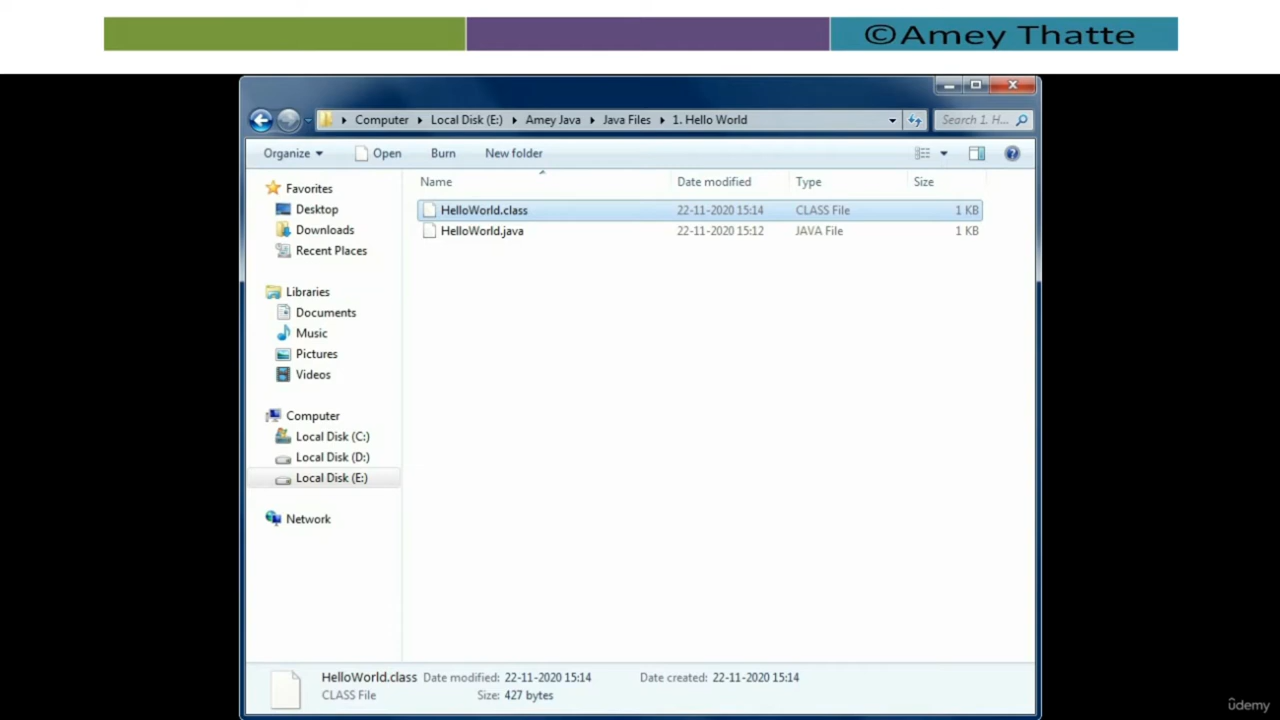 ©Amey Thatte
Computer Local Disk (E:) Amey Java Java Files 1. Hello World Search 1. H...
Organize Open Burn New folder
Name Date modified Type Size
HelloWorld.class 22-11-2020 15:14 CLASS File 1 KB
HelloWorld.java 22-11-2020 15:12 JAVA File 1 KB
Favorites
Desktop
Downloads
Recent Places
Libraries
Documents
Music
Pictures
Videos
Computer
Local Disk (C:)
Local Disk (D:)
Local Disk (E:)
Network
HelloWorld.class Date modified: 22-11-2020 15:14 Date created: 22-11-2020 15:14
CLASS File Size: 427 bytes
udemy